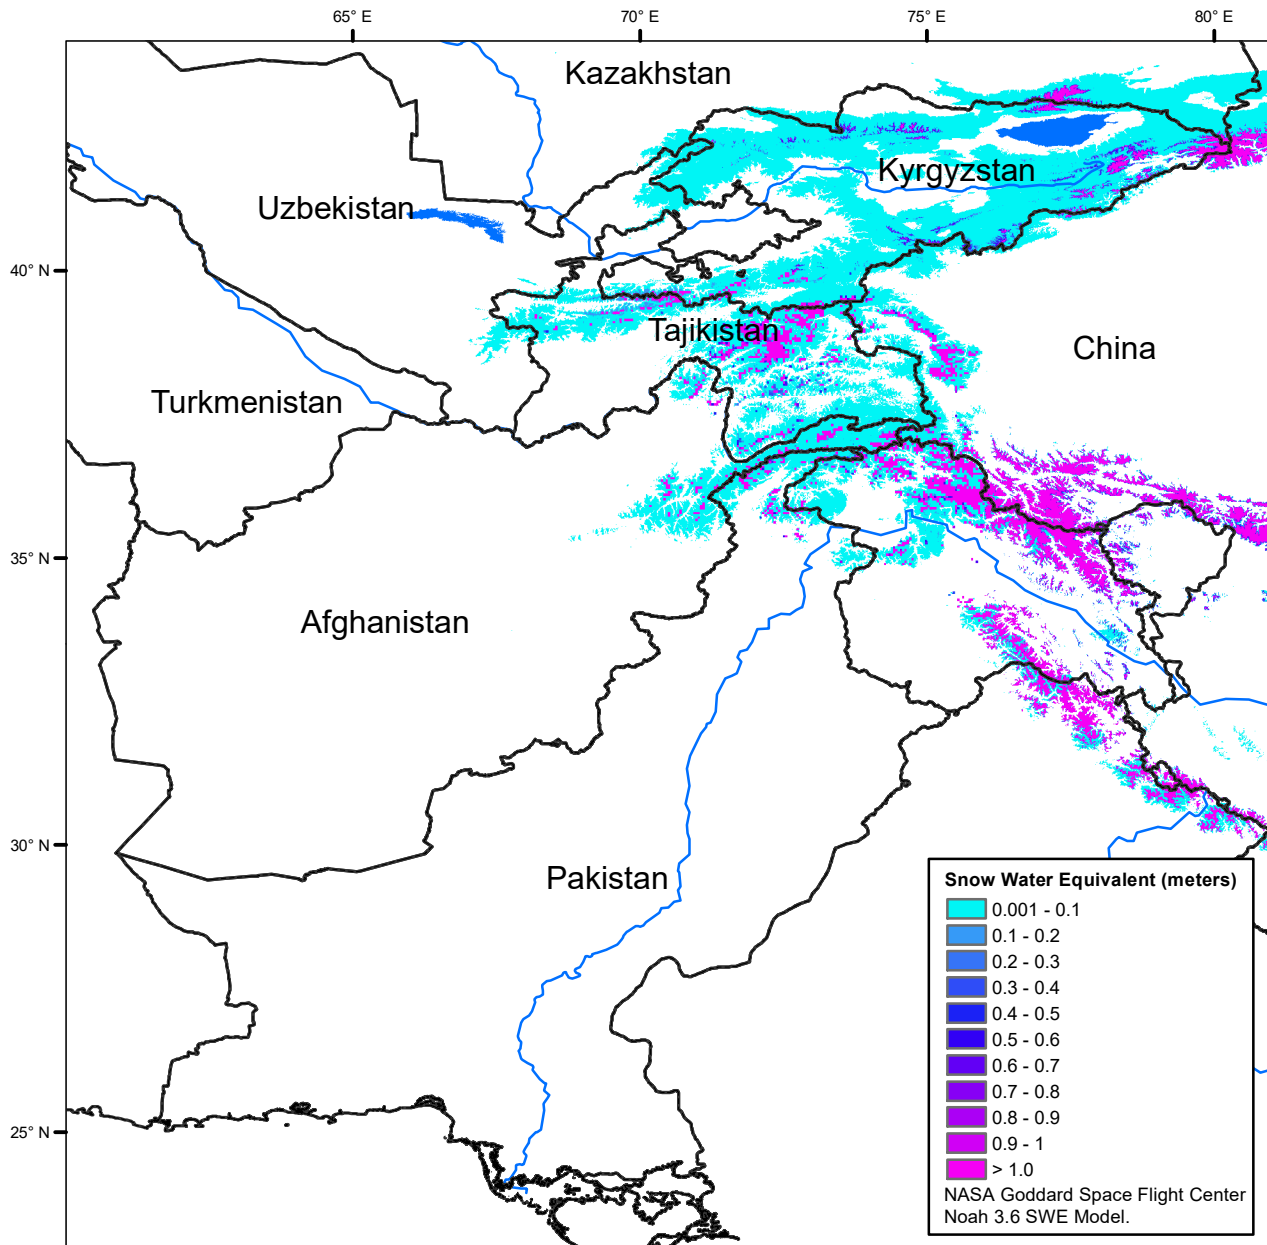 65° E
70° E
75° E
80° E
Kazakhstan
Kyrgyzstan
Uzbekistan
40° N
Tajikistan
China
Turkmenistan
35° N
Afghanistan
30° N
Pakistan
25° N
Snow Water Equivalent (meters)
0.001 - 0.1
0.1 - 0.2
0.2 - 0.3
0.3 - 0.4
0.4 - 0.5
0.5 - 0.6
0.6 - 0.7
0.7 - 0.8
0.8 - 0.9
0.9 - 1
> 1.0
NASA Goddard Space Flight Center
Noah 3.6 SWE Model.